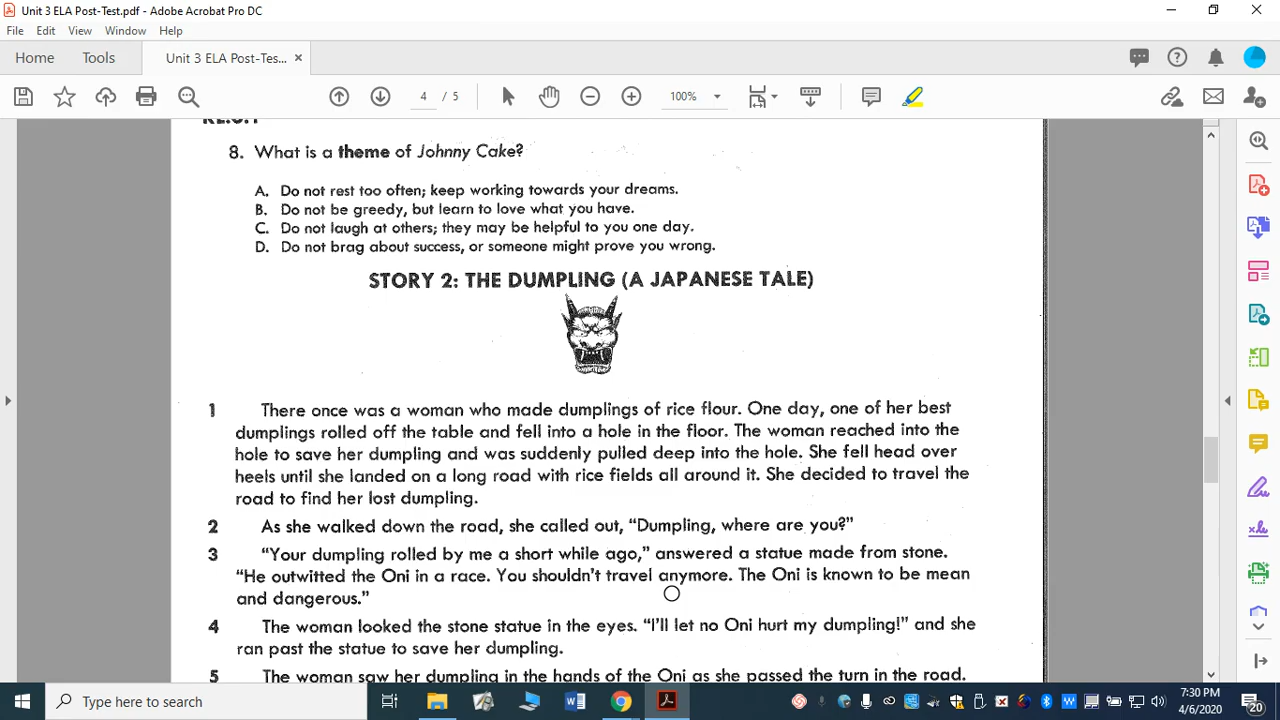 Unit 3 ELA Post-Test.pdf - Adobe Acrobat Pro DC
File Edit View Window Help
Home Tools Unit 3 ELA Post-Tes... ×
4 / 5 100%
8. What is a theme of Johnny Cake?
A. Do not rest too often; keep working towards your dreams.
B. Do not be greedy, but learn to love what you have.
C. Do not laugh at others; they may be helpful to you one day.
D. Do not brag about success, or someone might prove you wrong.
STORY 2: THE DUMPLING (A JAPANESE TALE)
1 There once was a woman who made dumplings of rice flour. One day, one of her best
dumplings rolled off the table and fell into a hole in the floor. The woman reached into the
hole to save her dumpling and was suddenly pulled deep into the hole. She fell head over
heels until she landed on a long road with rice fields all around it. She decided to travel the
road to find her lost dumpling.
2 As she walked down the road, she called out, “Dumpling, where are you?”
3 “Your dumpling rolled by me a short while ago,” answered a statue made from stone.
“He outwitted the Oni in a race. You shouldn’t travel anymore. The Oni is known to be mean
and dangerous.”
4 The woman looked the stone statue in the eyes. “I’ll let no Oni hurt my dumpling!” and she
ran past the statue to save her dumpling.
5 The woman saw her dumpling in the hands of the Oni as she passed the turn in the road.
Type here to search
7:30 PM
4/6/2020
20